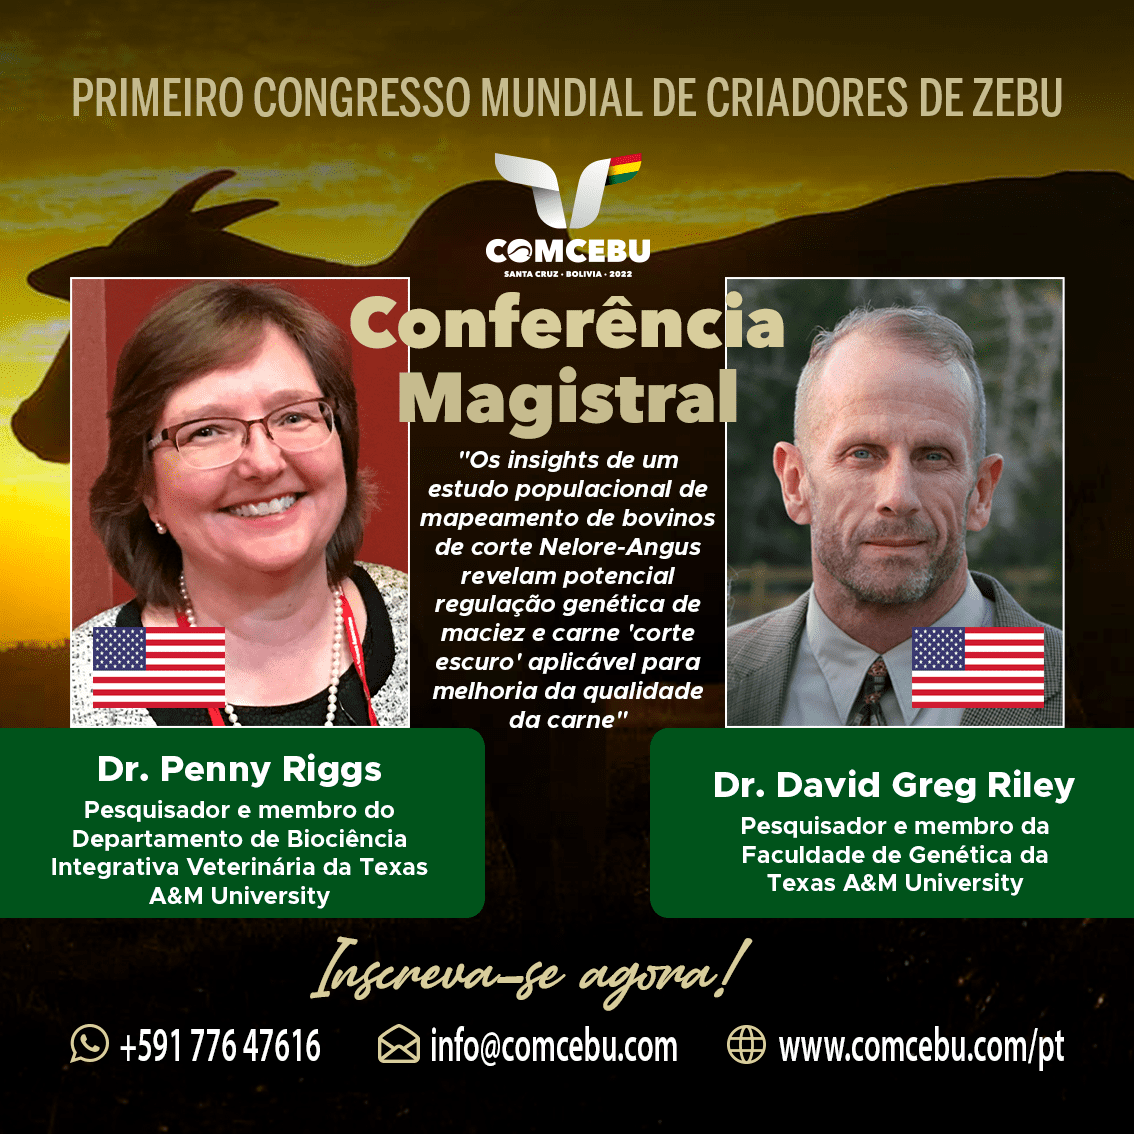 PRIMEIRO CONGRESSO MUNDIAL DE CRIADORES DE ZEBU
COMCEBU
SANTA CRUZ · BOLIVIA · 2022
Conferência
Magistral
"Os insights de um
estudo populacional de
mapeamento de bovinos
de corte Nelore-Angus
revelam potencial
regulação genética de
maciez e carne 'corte
escuro' aplicável para
melhoria da qualidade
da carne"
Dr. Penny Riggs
Pesquisador e membro do
Departamento de Biociência
Integrativa Veterinária da Texas
A&M University
Dr. David Greg Riley
Pesquisador e membro da
Faculdade de Genética da
Texas A&M University
Inscreva-se agora!
+591 776 47616
info@comcebu.com
www.comcebu.com/pt